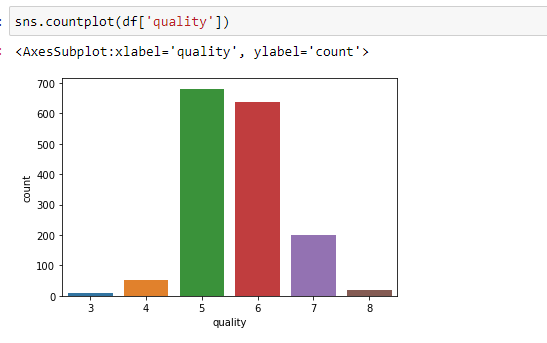 : sns.countplot(df['quality'])
: <AxesSubplot:xlabel='quality', ylabel='count'>
700
600
500
400
300
200
100
0
count
3 4 5 6 7 8
quality